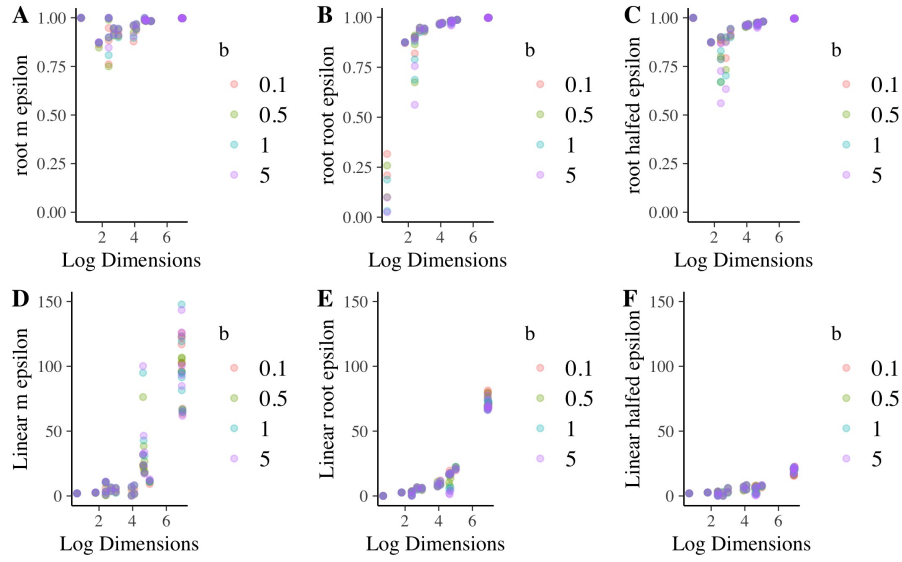 A
root m epsilon
1.00
0.75
0.50
0.25
0.00
2 4 6
Log Dimensions
b
0.1
0.5
1
5
B
root root epsilon
1.00
0.75
0.50
0.25
0.00
2 4 6
Log Dimensions
b
0.1
0.5
1
5
C
root halfed epsilon
1.00
0.75
0.50
0.25
0.00
2 4 6
Log Dimensions
b
0.1
0.5
1
5
D
Linear m epsilon
150
100
50
0
2 4 6
Log Dimensions
b
0.1
0.5
1
5
E
Linear root epsilon
150
100
50
0
2 4 6
Log Dimensions
b
0.1
0.5
1
5
F
Linear halfed epsilon
150
100
50
0
2 4 6
Log Dimensions
b
0.1
0.5
1
5